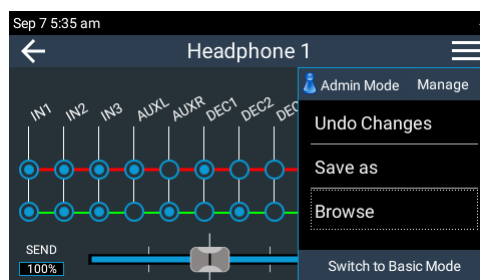 Sep 7 5:35 am
Headphone 1
Admin Mode Manage
IN1 IN2 IN3 AUXL AUXR DEC1 DEC2 DEC
Undo Changes
Save as
Browse
SEND
100%
Switch to Basic Mode